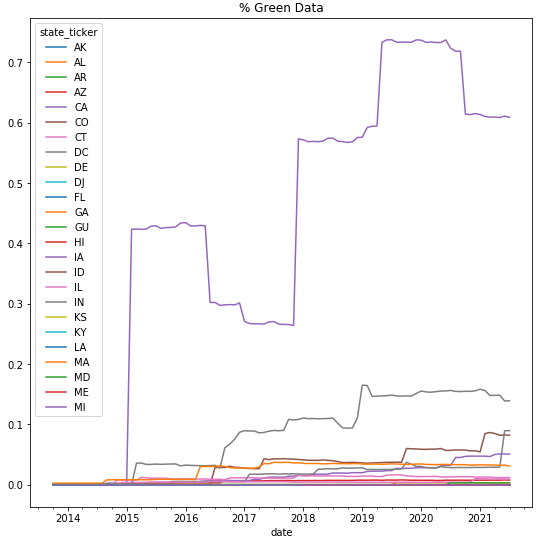 % Green Data
state_ticker
AK
AL
AR
AZ
CA
CO
CT
DC
DE
DJ
FL
GA
GU
HI
IA
ID
IL
IN
KS
KY
LA
MA
MD
ME
MI
0.7
0.6
0.5
0.4
0.3
0.2
0.1
0.0
2014 2015 2016 2017 2018 2019 2020 2021
date